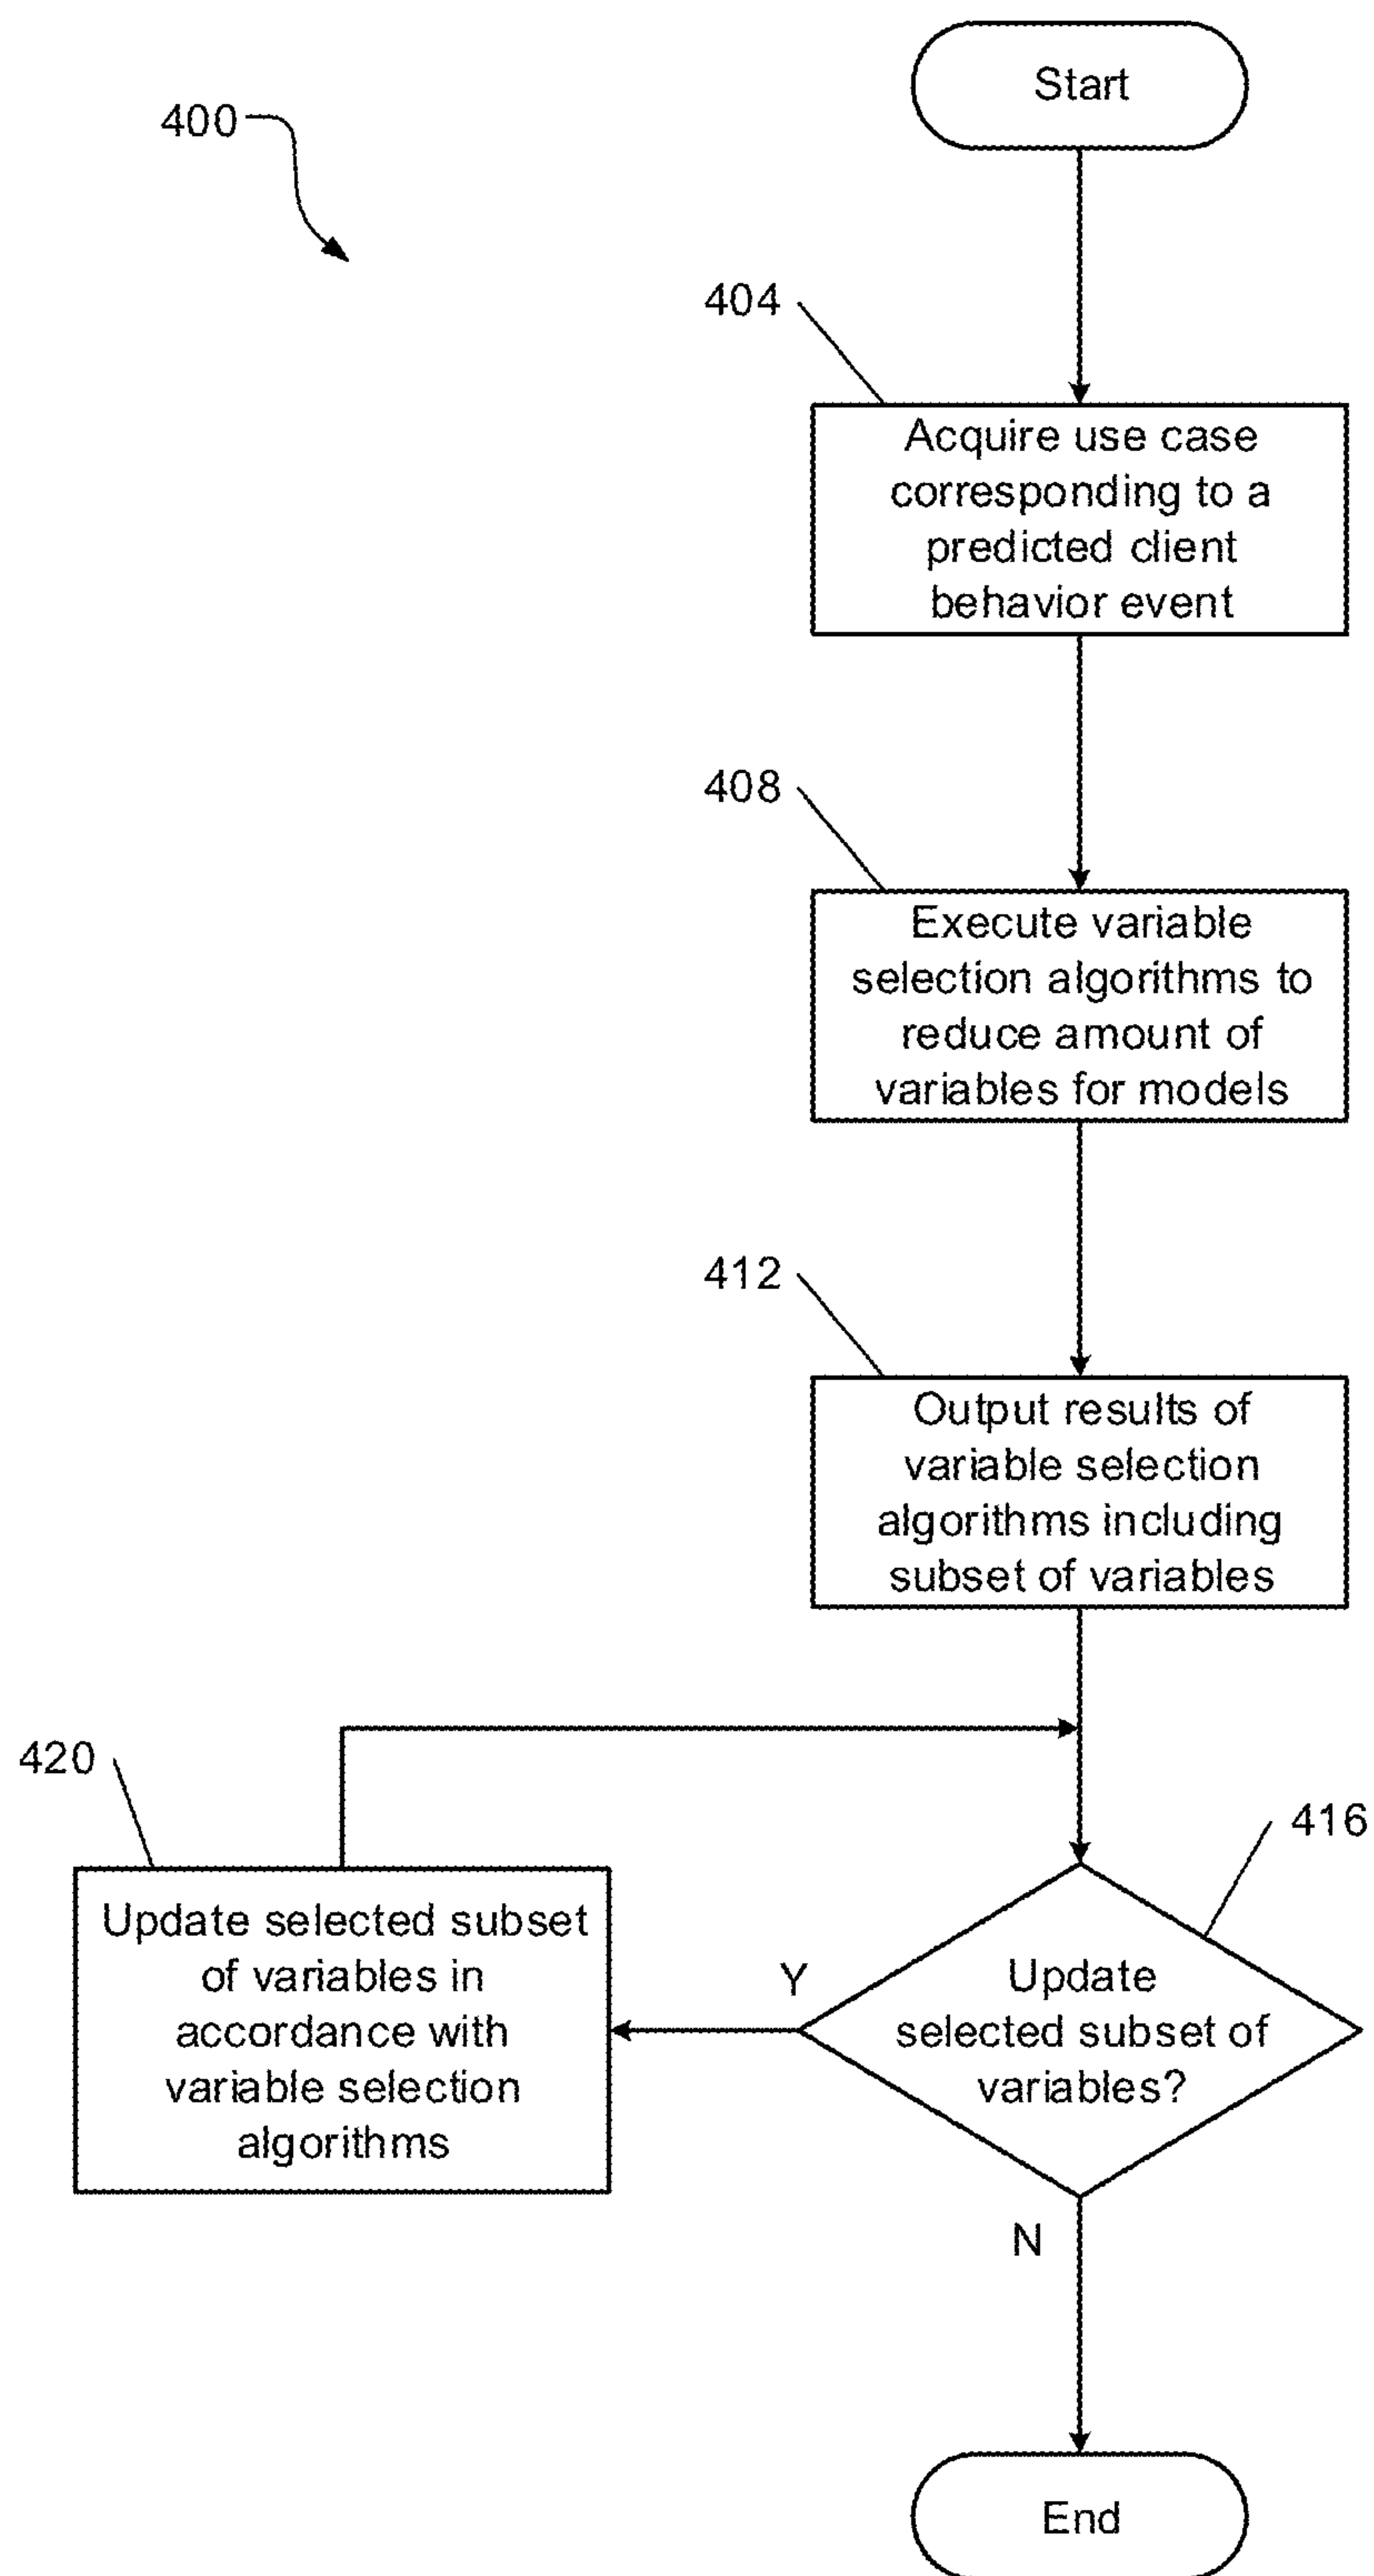 Start
400
404
Acquire use case
corresponding to a
predicted client
behavior event
408
Execute variable
selection algorithms to
reduce amount of
variables for models
412
Output results of
variable selection
algorithms including
subset of variables
420
416
Update selected subset
of variables in
accordance with
variable selection
algorithms
Y
Update
selected subset of
variables?
N
End